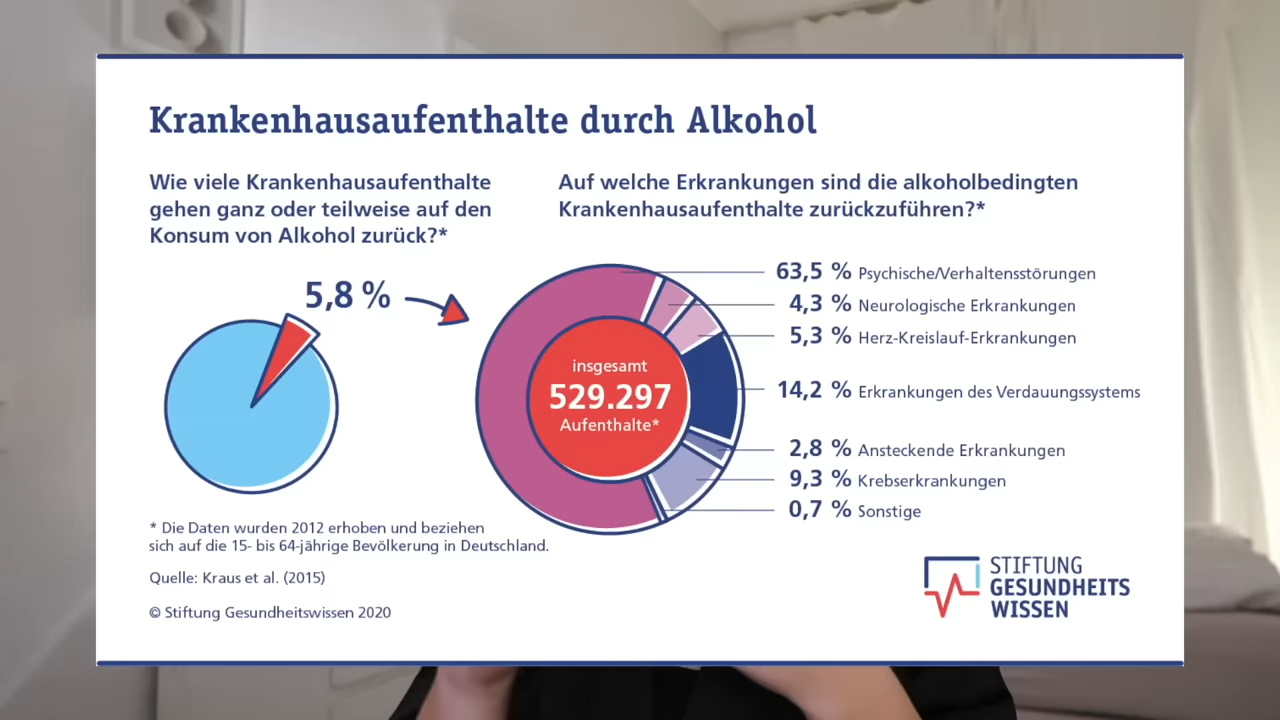 Krankenhausaufenthalte durch Alkohol
Wie viele Krankenhausaufenthalte
gehen ganz oder teilweise auf den
Konsum von Alkohol zurück?*
5,8 %
Auf welche Erkrankungen sind die alkoholbedingten
Krankenhausaufenthalte zurückzuführen?*
insgesamt
529.297
Aufenthalte*
63,5 % Psychische/Verhaltensstörungen
4,3 % Neurologische Erkrankungen
5,3 % Herz-Kreislauf-Erkrankungen
14,2 % Erkrankungen des Verdauungssystems
2,8 % Ansteckende Erkrankungen
9,3 % Krebserkrankungen
0,7 % Sonstige
* Die Daten wurden 2012 erhoben und beziehen
sich auf die 15- bis 64-jährige Bevölkerung in Deutschland.
Quelle: Kraus et al. (2015)
© Stiftung Gesundheitswissen 2020
STIFTUNG
GESUNDHEITS
WISSEN